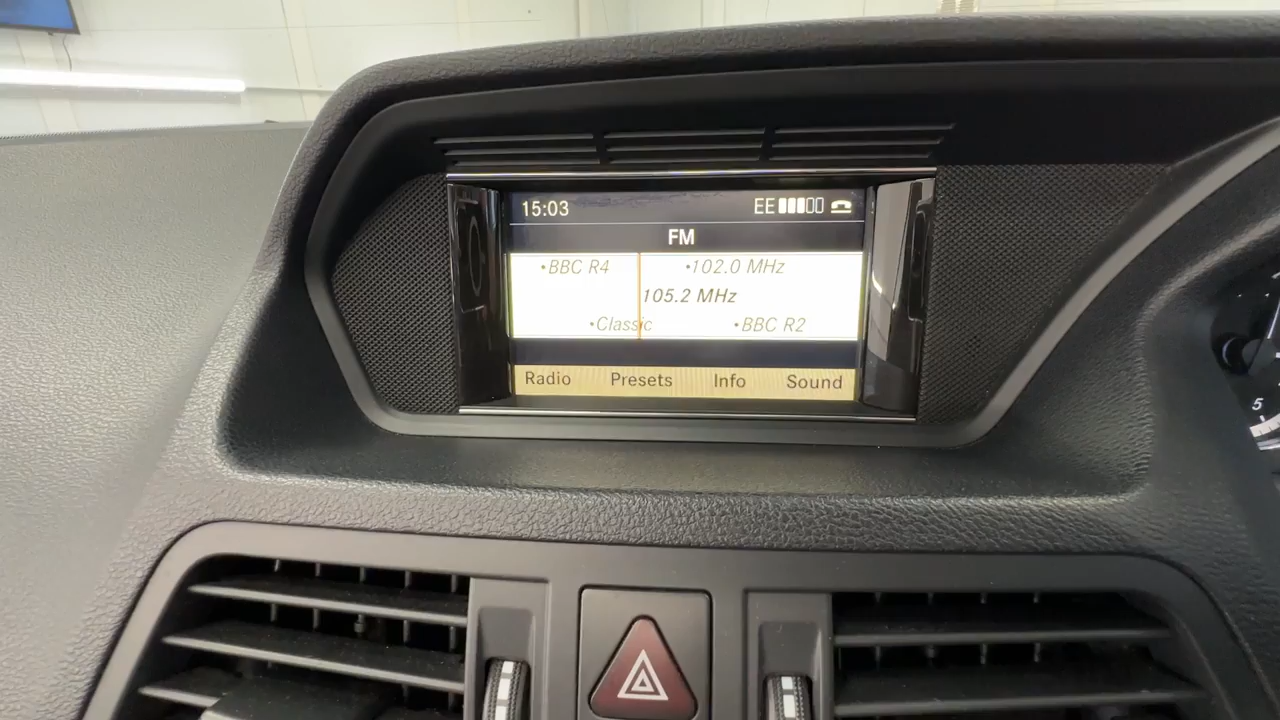 15:03 EE
FM
•BBC R4 •102.0 MHz
105.2 MHz
•Classic •BBC R2
Radio Presets Info Sound
5